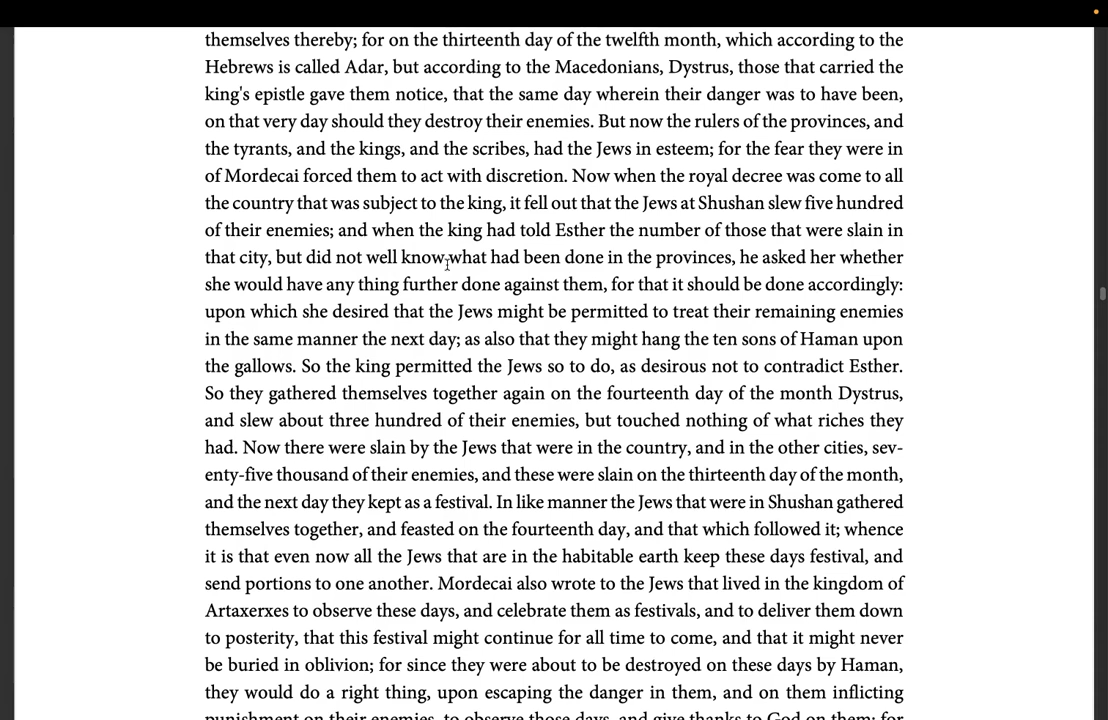 themselves thereby; for on the thirteenth day of the twelfth month, which according to the
Hebrews is called Adar, but according to the Macedonians, Dystrus, those that carried the
king's epistle gave them notice, that the same day wherein their danger was to have been,
on that very day should they destroy their enemies. But now the rulers of the provinces, and
the tyrants, and the kings, and the scribes, had the Jews in esteem; for the fear they were in
of Mordecai forced them to act with discretion. Now when the royal decree was come to all
the country that was subject to the king, it fell out that the Jews at Shushan slew five hundred
of their enemies; and when the king had told Esther the number of those that were slain in
that city, but did not well know what had been done in the provinces, he asked her whether
she would have any thing further done against them, for that it should be done accordingly:
upon which she desired that the Jews might be permitted to treat their remaining enemies
in the same manner the next day; as also that they might hang the ten sons of Haman upon
the gallows. So the king permitted the Jews so to do, as desirous not to contradict Esther.
So they gathered themselves together again on the fourteenth day of the month Dystrus,
and slew about three hundred of their enemies, but touched nothing of what riches they
had. Now there were slain by the Jews that were in the country, and in the other cities, sev-
enty-five thousand of their enemies, and these were slain on the thirteenth day of the month,
and the next day they kept as a festival. In like manner the Jews that were in Shushan gathered
themselves together, and feasted on the fourteenth day, and that which followed it; whence
it is that even now all the Jews that are in the habitable earth keep these days festival, and
send portions to one another. Mordecai also wrote to the Jews that lived in the kingdom of
Artaxerxes to observe these days, and celebrate them as festivals, and to deliver them down
to posterity, that this festival might continue for all time to come, and that it might never
be buried in oblivion; for since they were about to be destroyed on these days by Haman,
they would do a right thing, upon escaping the danger in them, and on them inflicting
punishment on their enemies, to observe those days, and give thanks to God on them; for